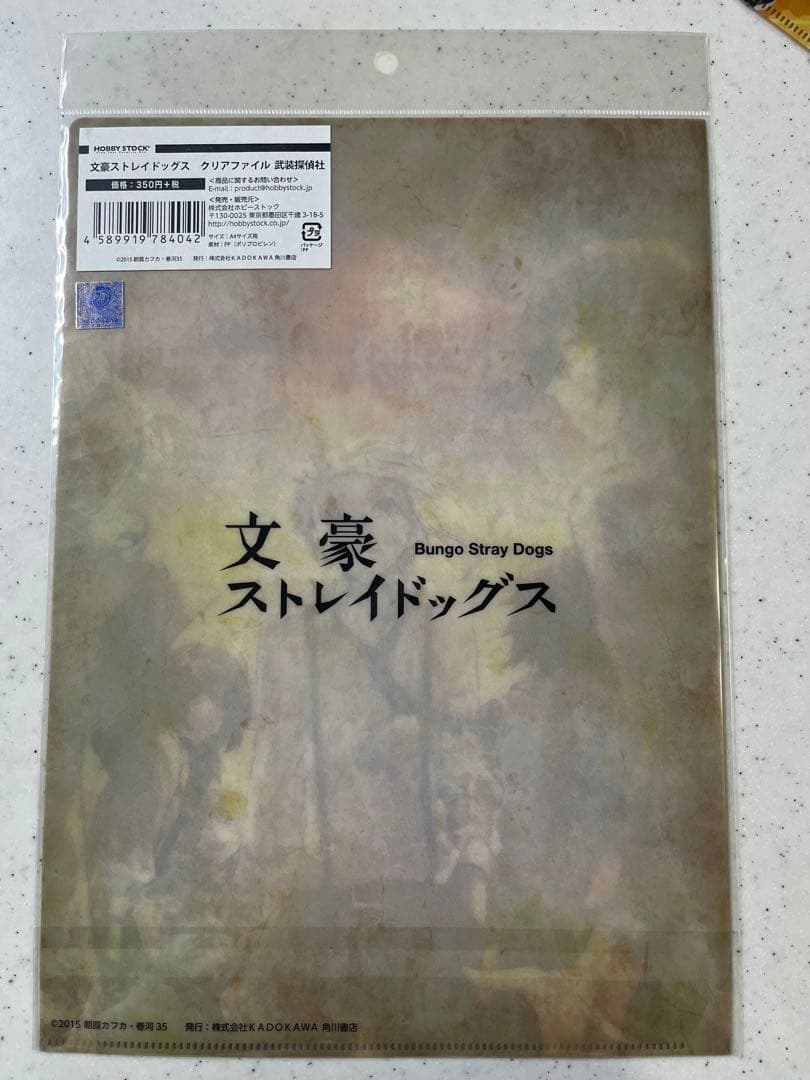 HOBBY STOCK
文豪ストレイドッグス クリアファイル 武装探偵社
価格:350円+税
<商品に関するお問い合わせ>
E-mail:product@hobbystock.jp
<発売・販売元>
株式会社ホビーストック
〒130-0025 東京都墨田区千歳 3-18-5
http://hobbystock.co.jp/
サイズ:A4サイズ用
素材:PP(ポリプロピレン)
プラ
パッケージ
:PP
4 589919 784042
©2015 朝霧カフカ・春河35 発行:株式会社KADOKAWA 角川書店
文豪 Bungo Stray Dogs
ストレイドッグス
©2015 朝霧カフカ・春河 35 発行:株式会社KADOKAWA 角川書店